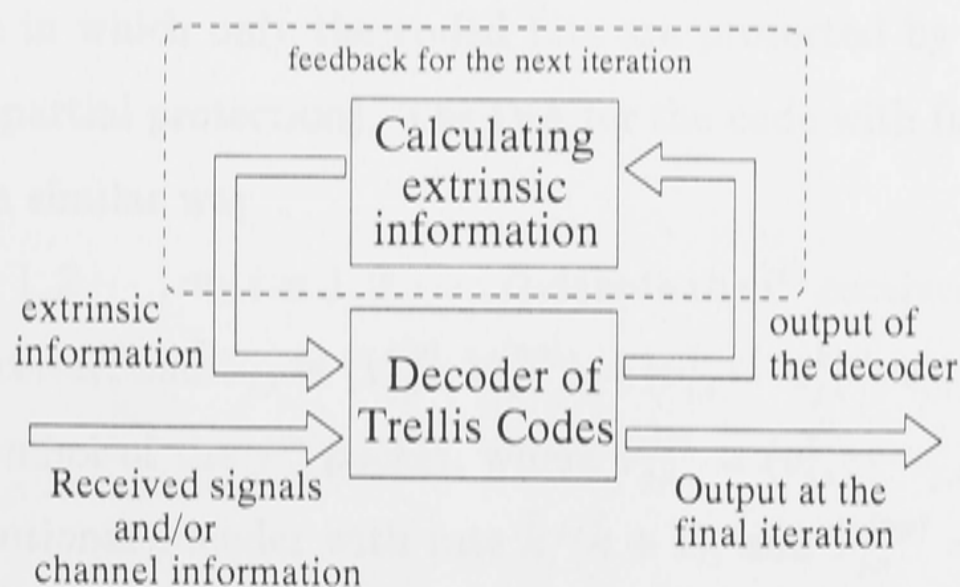 feedback for the next iteration
Calculating
extrinsic
information
extrinsic
information
output of
the decoder
Decoder of
Trellis Codes
Received signals
and/or
channel information
Output at the
final iteration